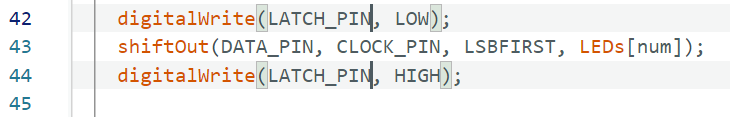 42 digitalWrite(LATCH_PIN, LOW);
43 shiftOut(DATA_PIN, CLOCK_PIN, LSBFIRST, LEDs[num]);
44 digitalWrite(LATCH_PIN, HIGH);
45